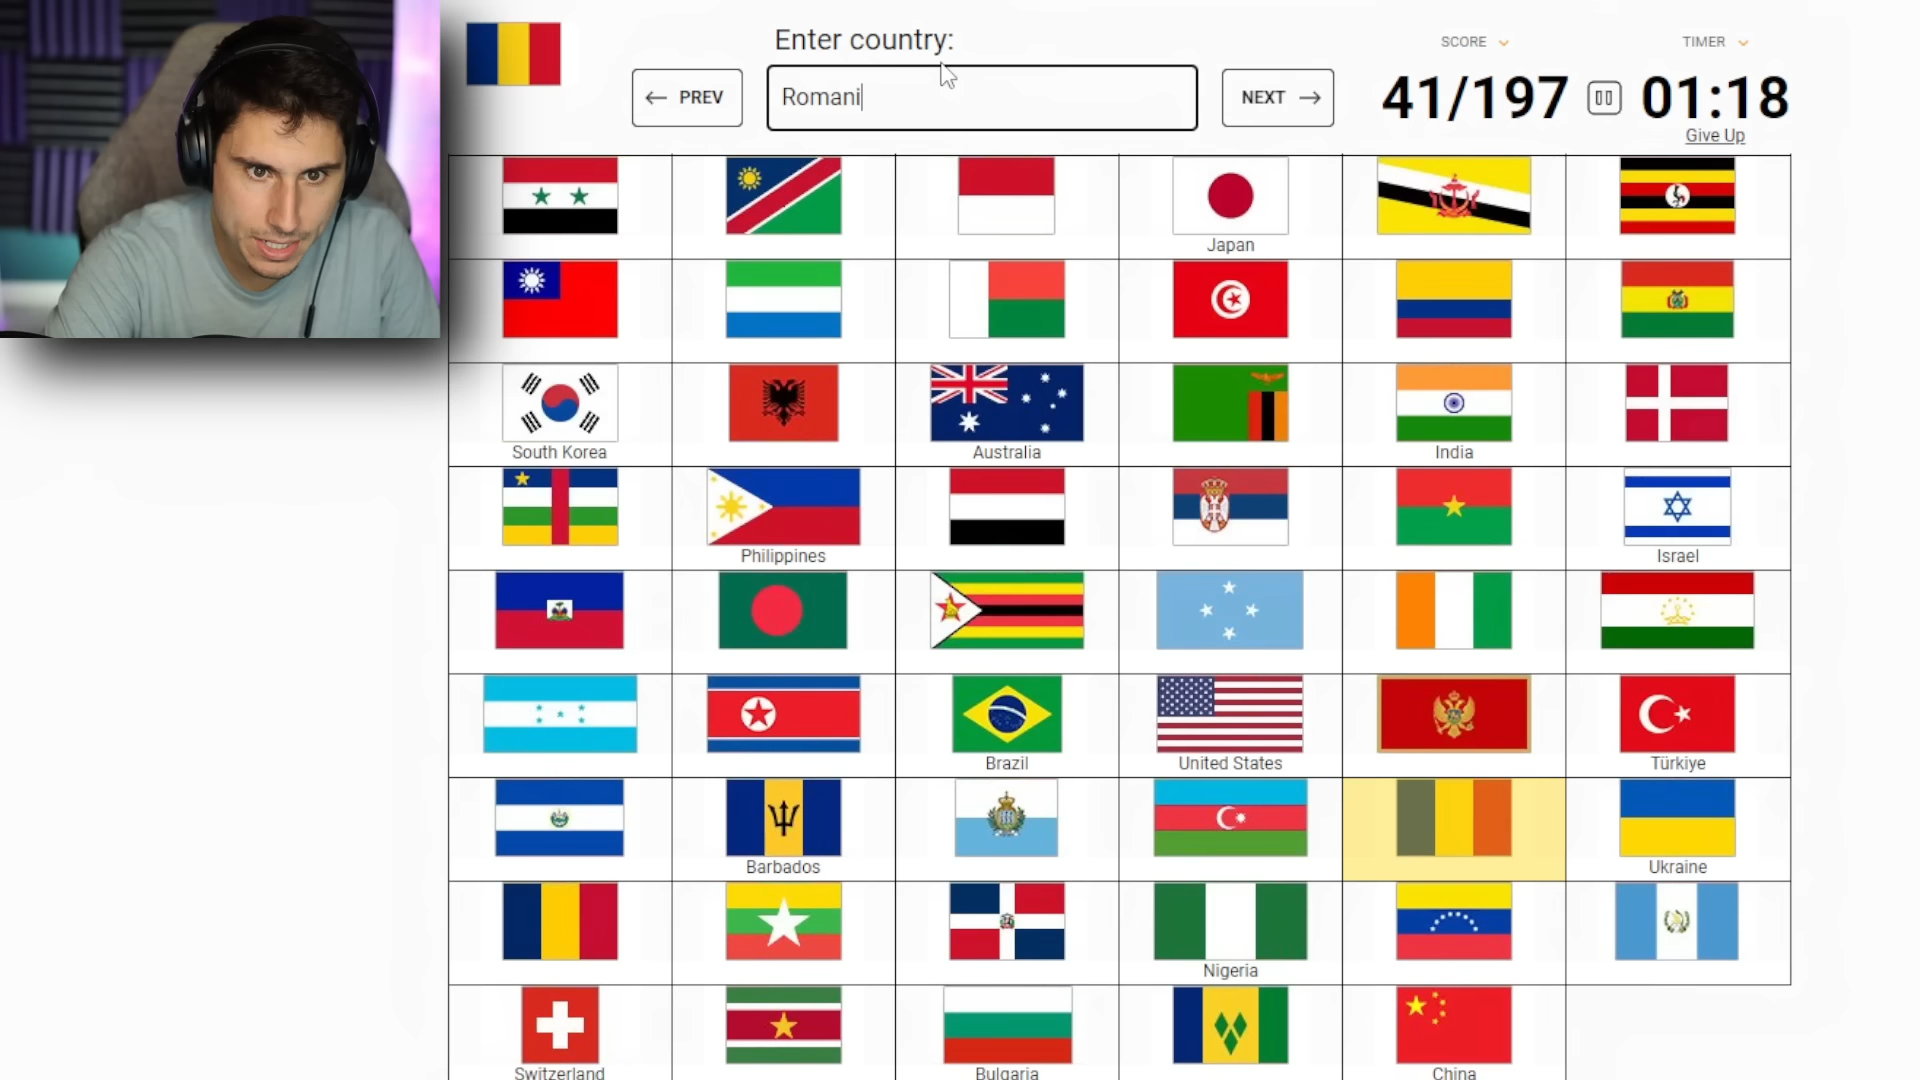 Enter country:
SCORE
TIMER
← PREV
Romani
NEXT →
41/197
01:18
Give Up
Japan
South Korea
Australia
India
Philippines
Israel
Brazil
United States
Türkiye
Barbados
Ukraine
Nigeria
Switzerland
Bulgaria
China